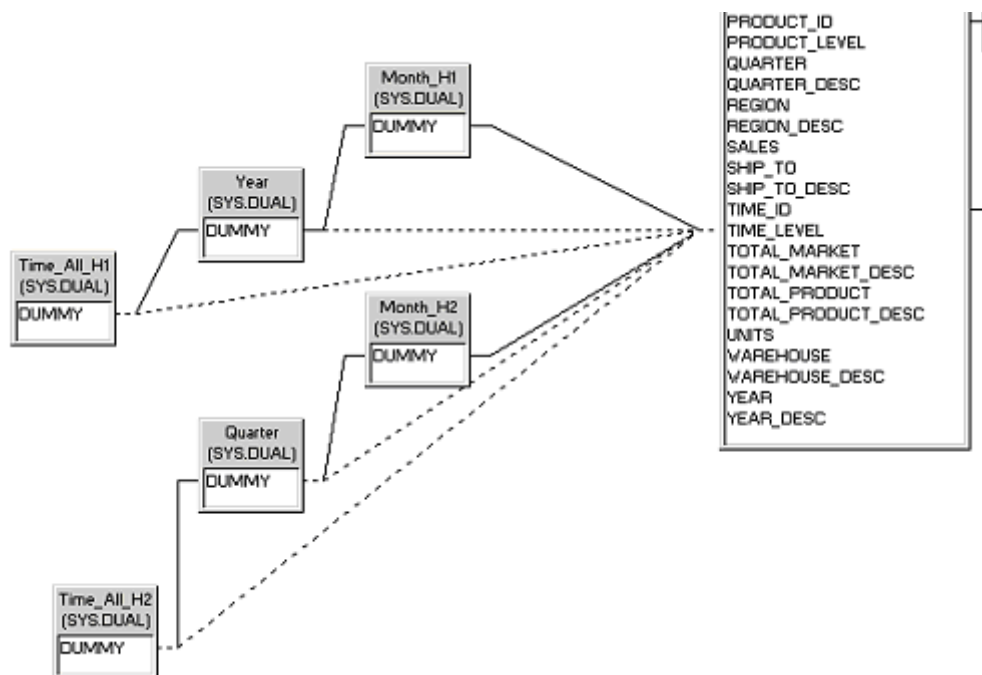 Month_H1
(SYS.DUAL)
DUMMY
Year
(SYS.DUAL)
DUMMY
Time_All_H1
(SYS.DUAL)
DUMMY
Month_H2
(SYS.DUAL)
DUMMY
Quarter
(SYS.DUAL)
DUMMY
Time_All_H2
(SYS.DUAL)
DUMMY
PRODUCT_ID
PRODUCT_LEVEL
QUARTER
QUARTER_DESC
REGION
REGION_DESC
SALES
SHIP_TO
SHIP_TO_DESC
TIME_ID
TIME_LEVEL
TOTAL_MARKET
TOTAL_MARKET_DESC
TOTAL_PRODUCT
TOTAL_PRODUCT_DESC
UNITS
WAREHOUSE
WAREHOUSE_DESC
YEAR
YEAR_DESC